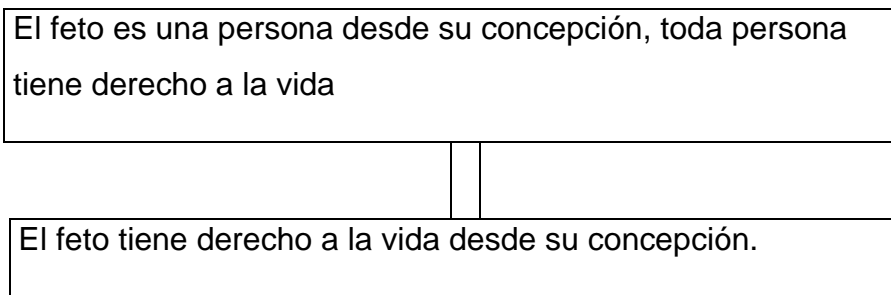 El feto es una persona desde su concepción, toda persona
tiene derecho a la vida
El feto tiene derecho a la vida desde su concepción.